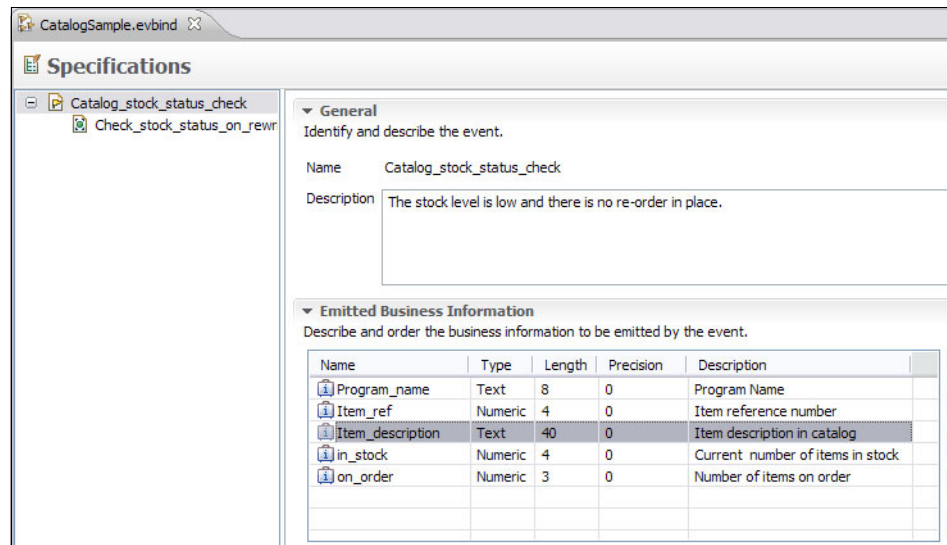 CatalogSample.evbind
Specifications
Catalog_stock_status_check
Check_stock_status_on_rewr
General
Identify and describe the event.
Name Catalog_stock_status_check
Description The stock level is low and there is no re-order in place.
Emitted Business Information
Describe and order the business information to be emitted by the event.
Name Type Length Precision Description
Program_name Text 8 0 Program Name
Item_ref Numeric 4 0 Item reference number
Item_description Text 40 0 Item description in catalog
in_stock Numeric 4 0 Current number of items in stock
on_order Numeric 3 0 Number of items on order